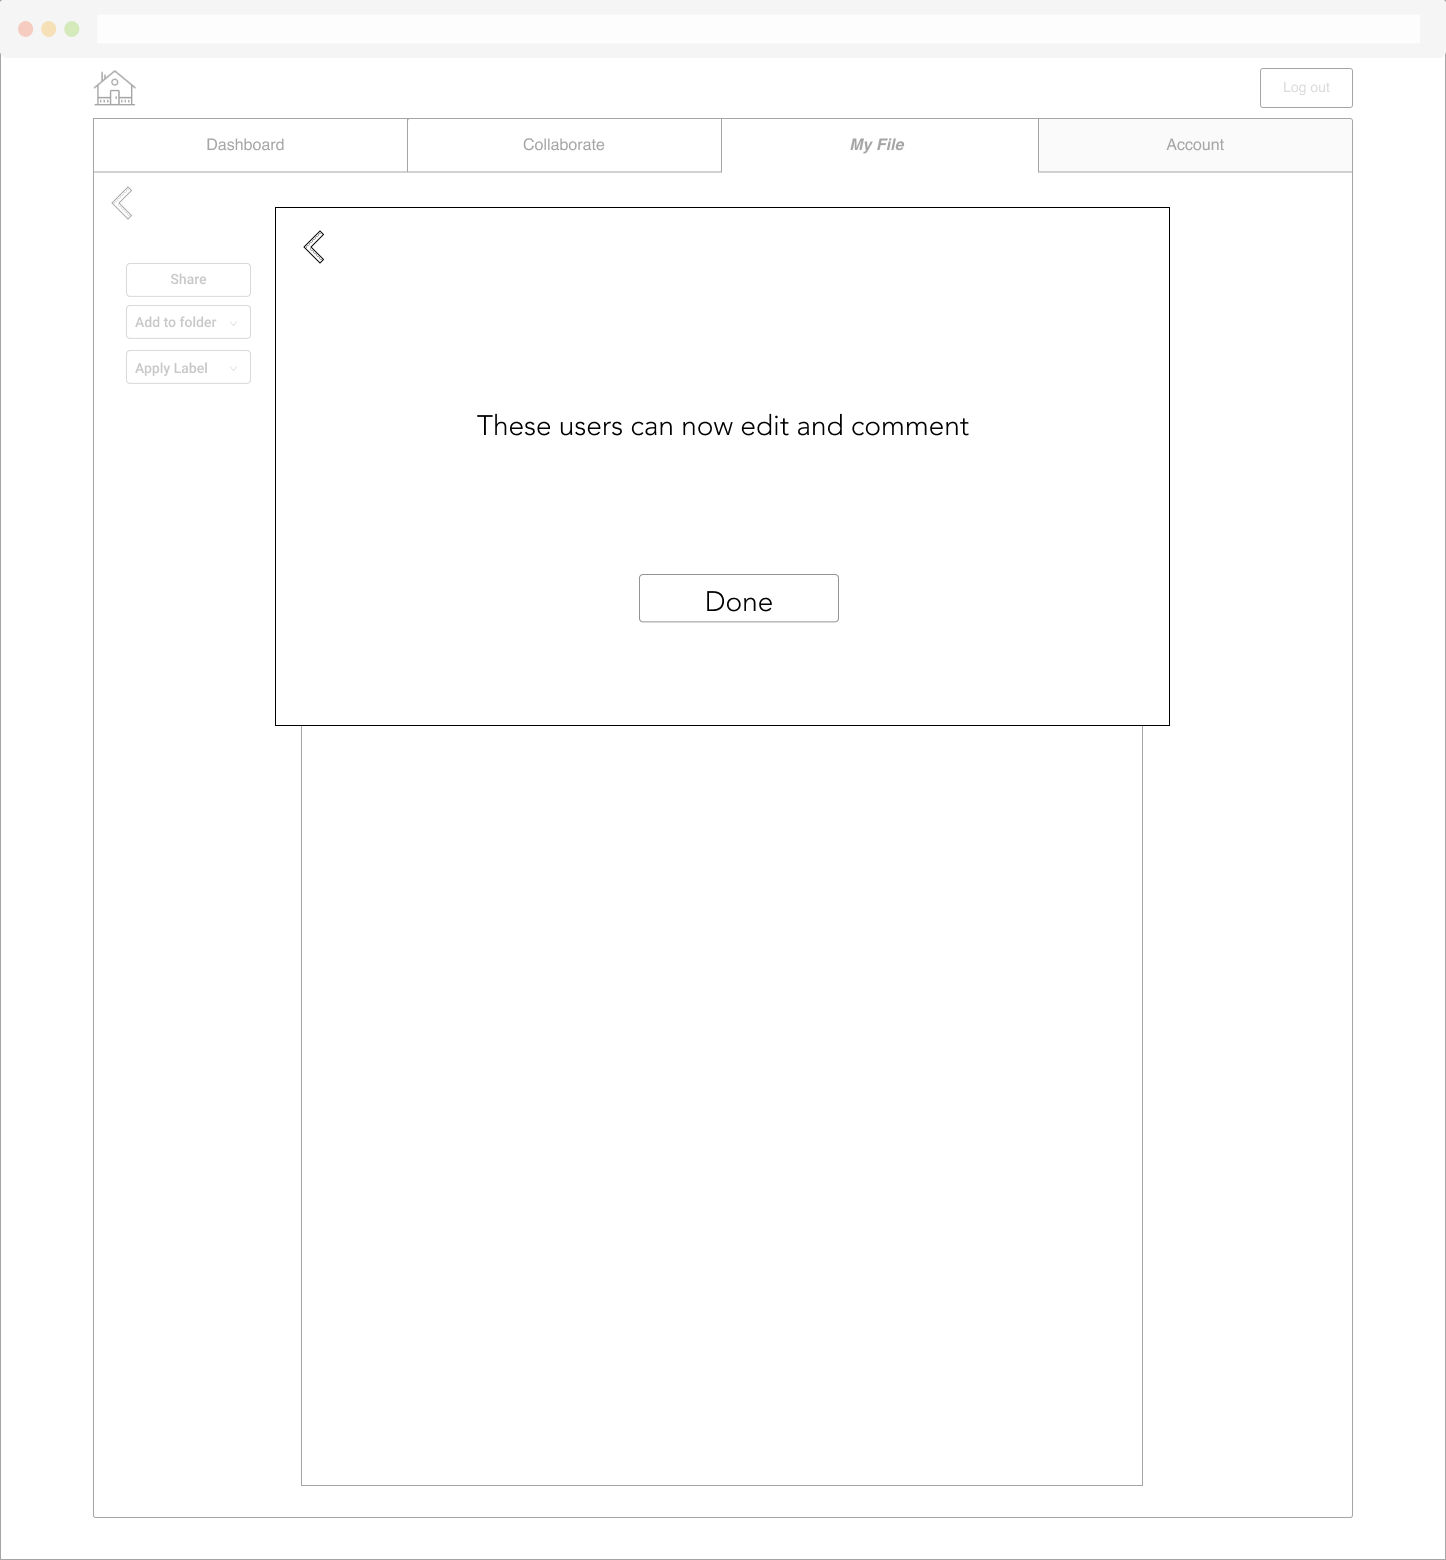 Log out
Dashboard
Collaborate
My File
Account
Share
Add to folder
Apply Label
These users can now edit and comment
Done